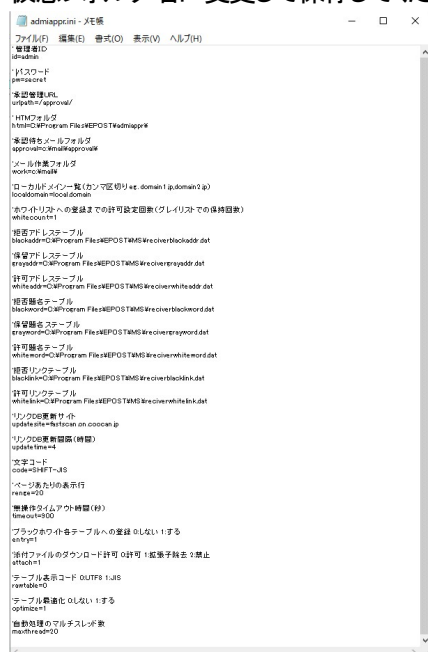 仮想フォルダ名に変更して保存してくだ
admiappr.ini - メモ帳
ファイル(F) 編集(E) 書式(O) 表示(V) ヘルプ(H)
'管理者ID
id=admin
'パスワード
pw=secret
'承認管理URL
urlpath=/approval/
'HTMフォルダ
html=C:¥Program Files¥EPOST¥admiappr¥
'承認待ちメールフォルダ
approval=c:¥mail¥approval¥
'メール作業フォルダ
work=c:¥mail¥
'ローカルドメイン一覧(カンマ区切り eg. domain1.jp,domain2.jp)
localdomain=local.domain
'ホワイトリストへの登録までの許可設定回数(グレイリストでの保持回数)
whitecount=1
'拒否アドレステーブル
blackaddr=C:¥Program Files¥EPOST¥MS¥reciverblackaddr.dat
'保留アドレステーブル
grayaddr=C:¥Program Files¥EPOST¥MS¥recivergrayaddr.dat
'許可アドレステーブル
whiteaddr=C:¥Program Files¥EPOST¥MS¥reciverwhiteaddr.dat
'拒否題名テーブル
blackword=C:¥Program Files¥EPOST¥MS¥reciverblackword.dat
'保留題名ステーブル
grayword=C:¥Program Files¥EPOST¥MS¥recivergrayword.dat
'許可題名テーブル
whiteword=C:¥Program Files¥EPOST¥MS¥reciverwhiteword.dat
'拒否リンクテーブル
blacklink=C:¥Program Files¥EPOST¥MS¥reciverblacklink.dat
'許可リンクテーブル
whitelink=C:¥Program Files¥EPOST¥MS¥reciverwhitelink.dat
'リンクDB更新サイト
updatesite=fastscan.on.coocan.jp
'リンクDB更新間隔(時間)
updatetime=4
'文字コード
code=SHIFT-JIS
'ページあたりの表示行
renge=20
'無操作タイムアウト時間(秒)
timeout=900
'ブラックホワイト各テーブルへの登録 0:しない 1:する
entry=1
'添付ファイルのダウンロード許可 0:許可 1:拡張子除去 2:禁止
attach=1
'テーブル表示コード 0:UTF8 1:JIS
rawtable=0
'テーブル最適化 0:しない 1:する
optimize=1
'自動処理のマルチスレッド数
maxthread=20